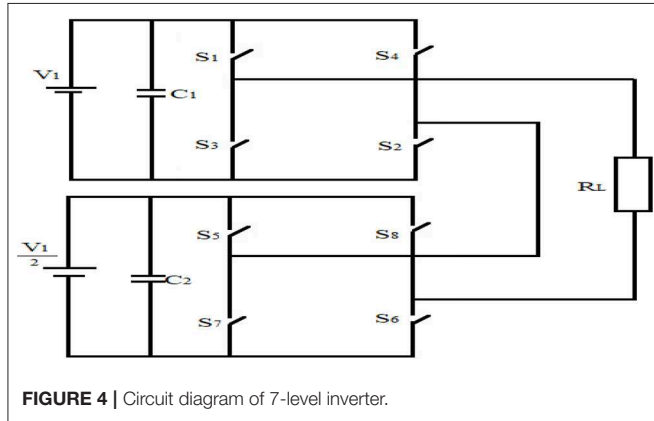 S1
S4
V1
C1
S3
S2
RL
S5
S8
V1
2
C2
S7
S6
FIGURE 4 | Circuit diagram of 7-level inverter.